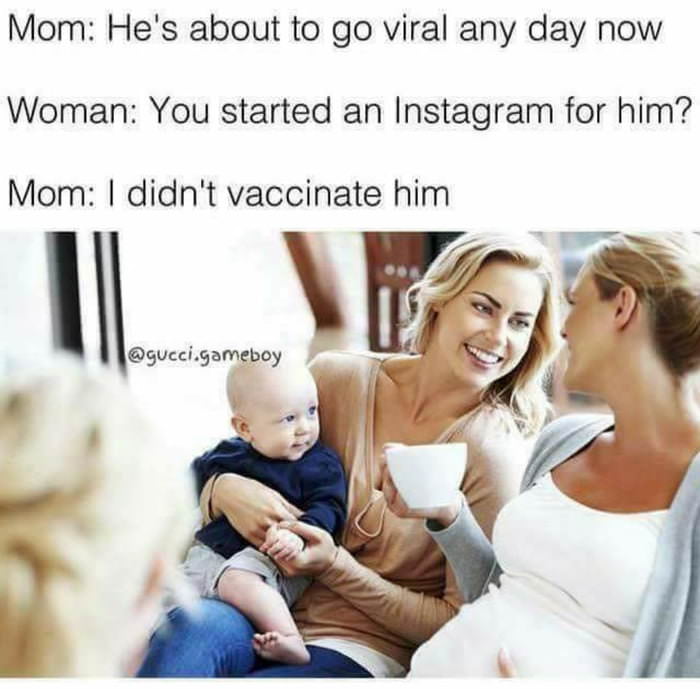 Mom: He's about to go viral any day now
Woman: You started an Instagram for him?
Mom: I didn't vaccinate him
@gucci.gameboy